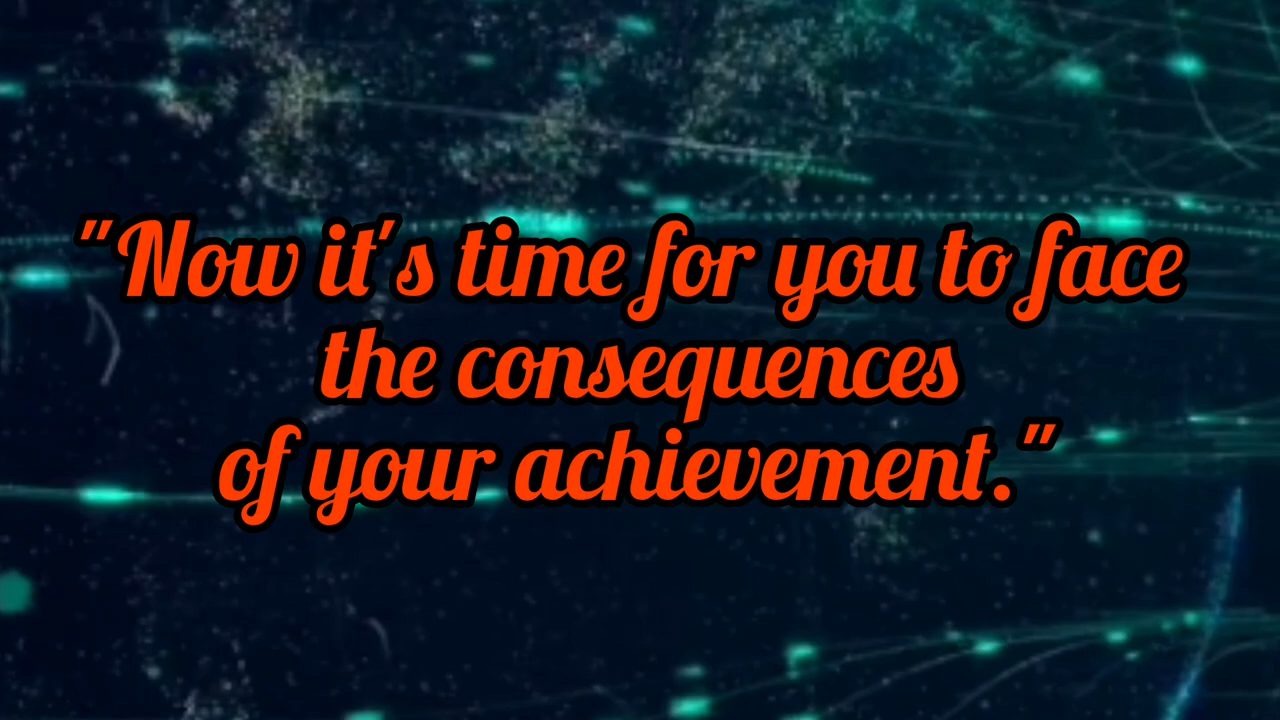 "Now it's time for you to face
the consequences
of your achievement."